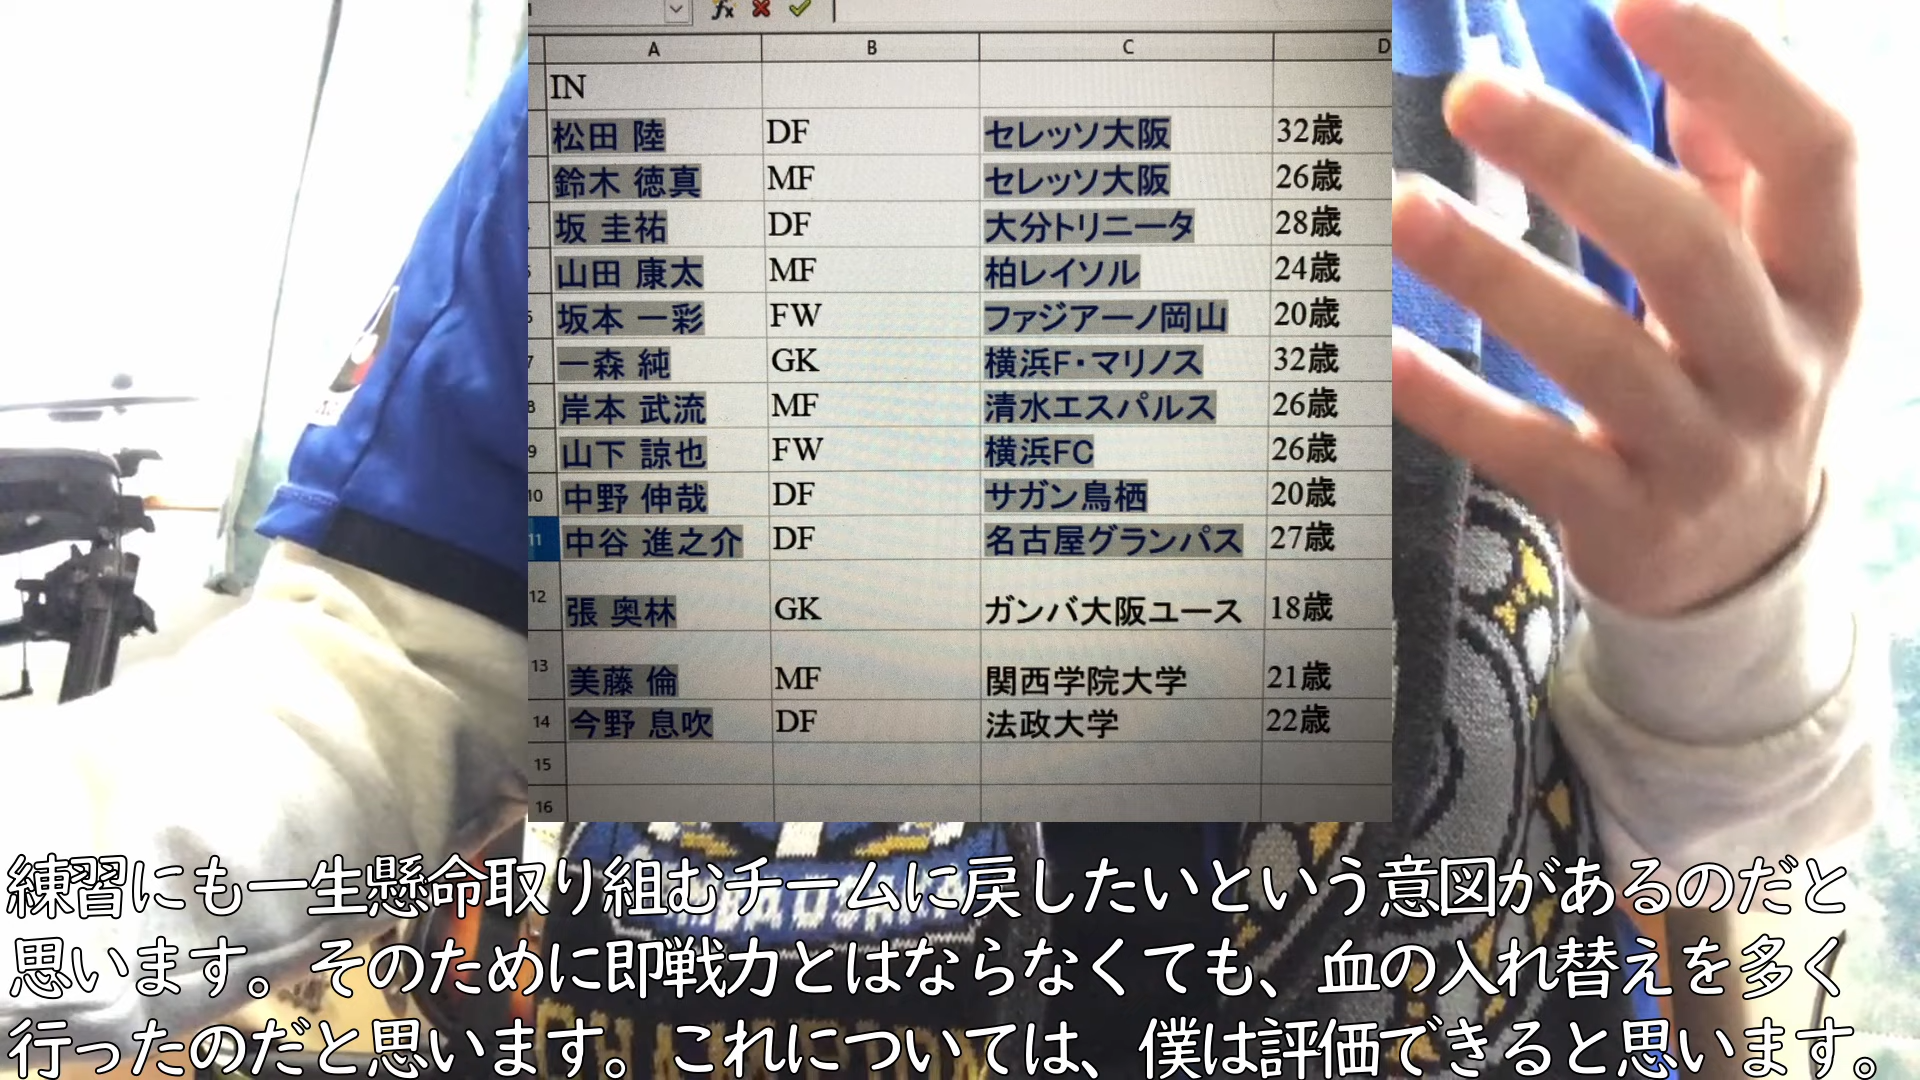 A B C D
IN
松田 陸 DF セレッソ大阪 32歳
鈴木 徳真 MF セレッソ大阪 26歳
坂 圭祐 DF 大分トリニータ 28歳
山田 康太 MF 柏レイソル 24歳
坂本 一彩 FW ファジアーノ岡山 20歳
7 一森 純 GK 横浜F・マリノス 32歳
8 岸本 武流 MF 清水エスパルス 26歳
9 山下 諒也 FW 横浜FC 26歳
10 中野 伸哉 DF サガン鳥栖 20歳
11 中谷 進之介 DF 名古屋グランパス 27歳
12 張 奥林 GK ガンバ大阪ユース 18歳
13 美藤 倫 MF 関西学院大学 21歳
14 今野 息吹 DF 法政大学 22歳
15
16
練習にも一生懸命取り組むチームに戻したいという意図があるのだと
思います。そのために即戦力とはならなくても、血の入れ替えを多く
行ったのだと思います。これについては、僕は評価できると思います。